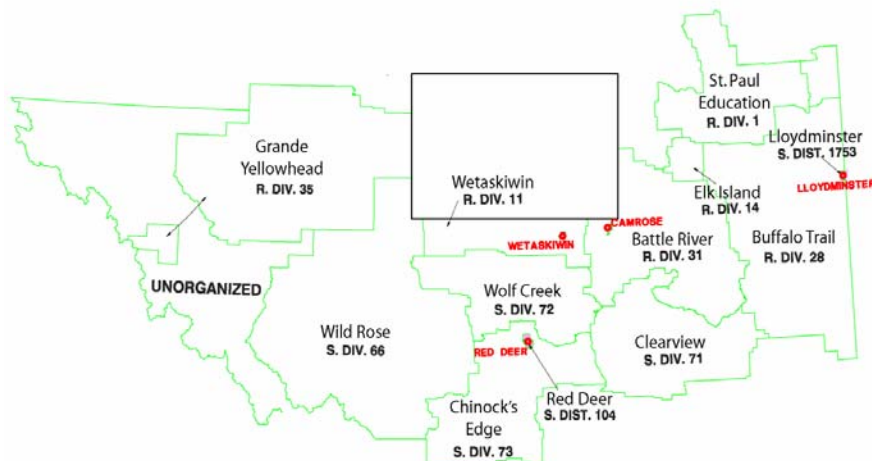 St. Paul
Education
R. DIV. 1
Lloydminster
S. DIST. 1753
LLOYDMINSTER
Grande
Yellowhead
R. DIV. 35
Wetaskiwin
R. DIV. 11
Elk Island
R. DIV. 14
CAMROSE
WETASKIWIN
Battle River
R. DIV. 31
Buffalo Trail
R. DIV. 28
UNORGANIZED
Wolf Creek
S. DIV. 72
Wild Rose
S. DIV. 66
Clearview
S. DIV. 71
RED DEER
Red Deer
S. DIST. 104
Chinock's
Edge
S. DIV. 73